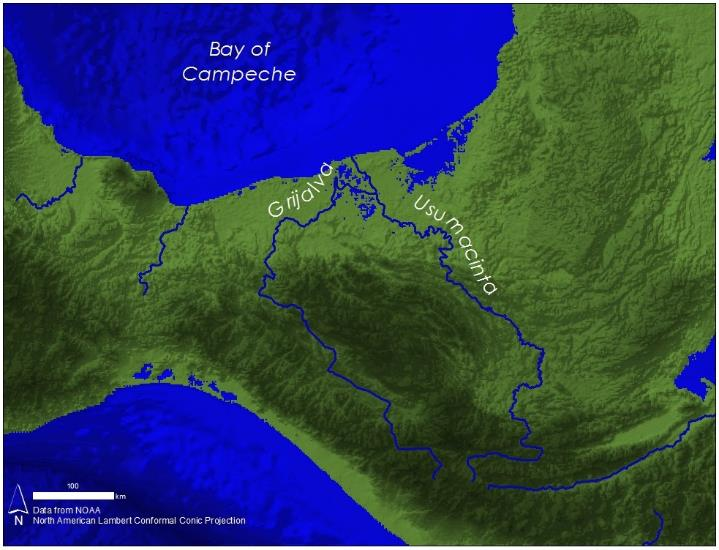 Bay of
Campeche
Grijalva
Usumacinta
100
km
N
Data from NOAA
North American Lambert Conformal Conic Projection